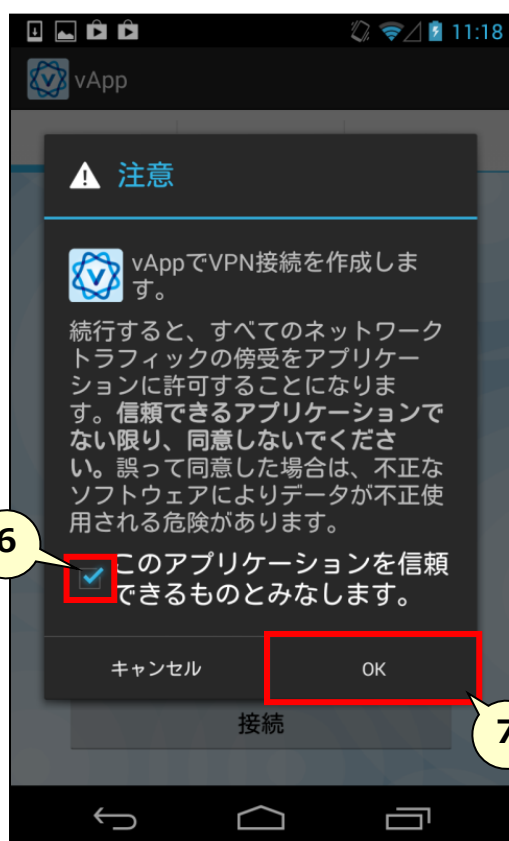 11:18
vApp
注意
vAppでVPN接続を作成しま
す。
続行すると、すべてのネットワーク
トラフィックの傍受をアプリケー
ションに許可することになりま
す。信頼できるアプリケーションで
ない限り、同意しないでくださ
い。誤って同意した場合は、不正な
ソフトウェアによりデータが不正使
用される危険があります。
6
このアプリケーションを信頼
できるものとみなします。
キャンセル
OK
7
接続